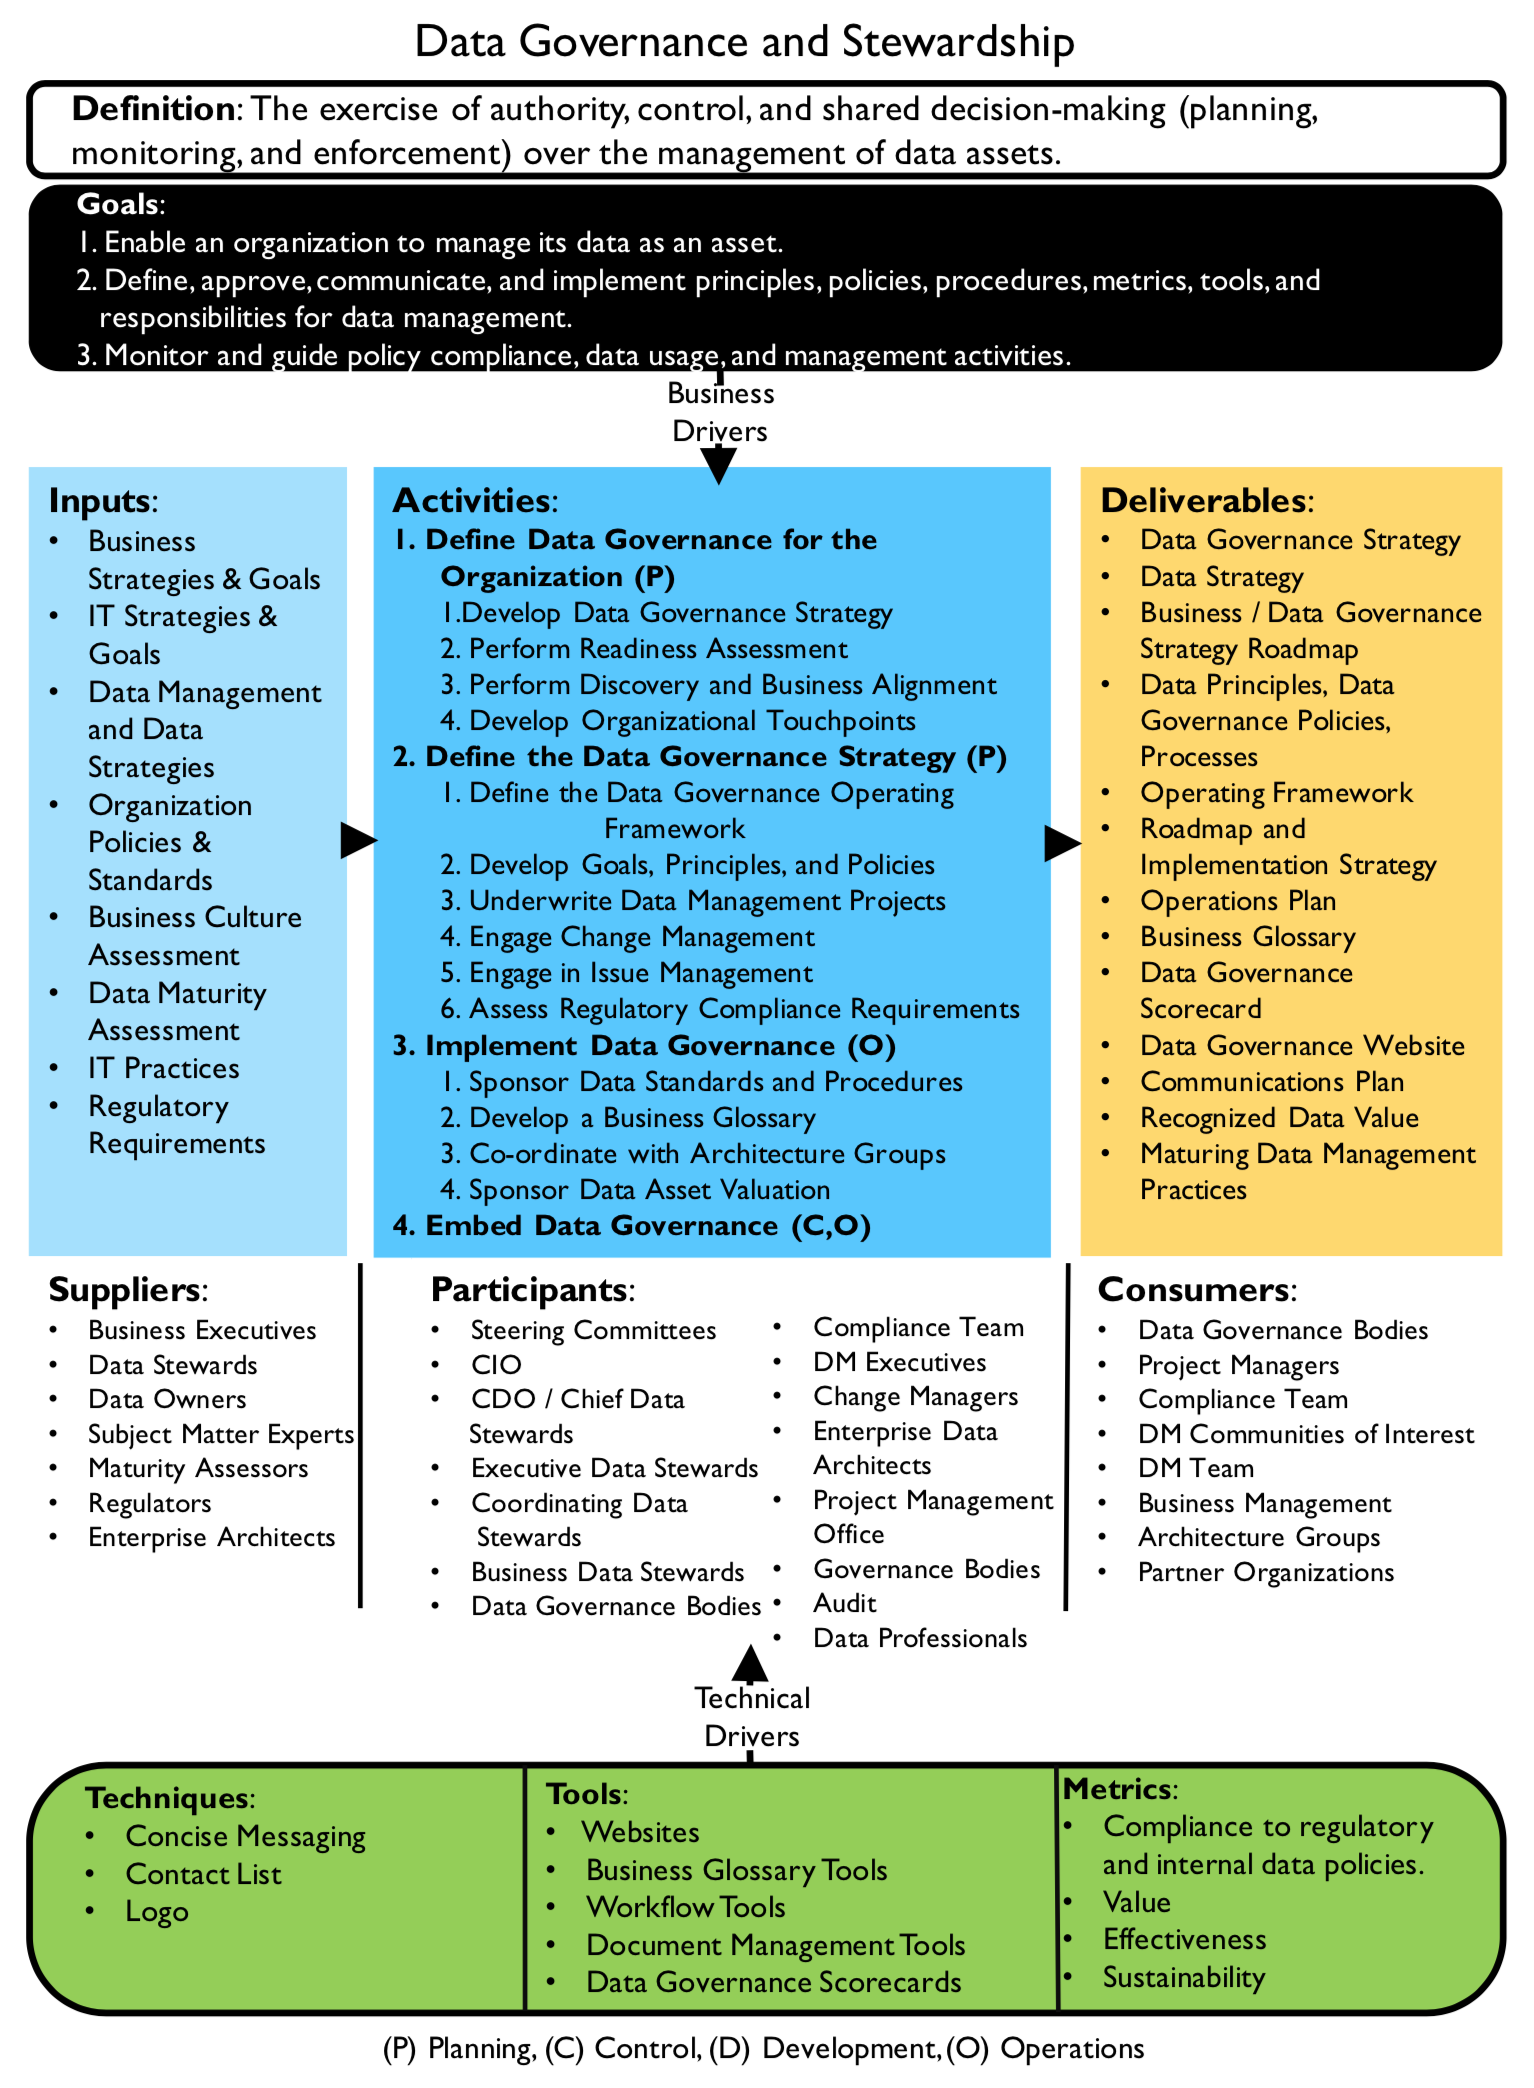 Data Governance and Stewardship
Definition: The exercise of authority, control, and shared decision-making (planning,
monitoring, and enforcement) over the management of data assets.
Goals:
1. Enable an organization to manage its data as an asset.
2. Define, approve, communicate, and implement principles, policies, procedures, metrics, tools, and
responsibilities for data management.
3. Monitor and guide policy compliance, data usage, and management activities.
Business
Drivers
Inputs:
• Business
Strategies & Goals
• IT Strategies &
Goals
• Data Management
and Data
Strategies
• Organization
Policies &
Standards
• Business Culture
Assessment
• Data Maturity
Assessment
• IT Practices
• Regulatory
Requirements
Activities:
1. Define Data Governance for the
Organization (P)
1.Develop Data Governance Strategy
2. Perform Readiness Assessment
3. Perform Discovery and Business Alignment
4. Develop Organizational Touchpoints
2. Define the Data Governance Strategy (P)
1. Define the Data Governance Operating
Framework
2. Develop Goals, Principles, and Policies
3. Underwrite Data Management Projects
4. Engage Change Management
5. Engage in Issue Management
6. Assess Regulatory Compliance Requirements
3. Implement Data Governance (O)
1. Sponsor Data Standards and Procedures
2. Develop a Business Glossary
3. Co-ordinate with Architecture Groups
4. Sponsor Data Asset Valuation
4. Embed Data Governance (C,O)
Deliverables:
• Data Governance Strategy
• Data Strategy
• Business / Data Governance
Strategy Roadmap
• Data Principles, Data
Governance Policies,
Processes
• Operating Framework
• Roadmap and
Implementation Strategy
• Operations Plan
• Business Glossary
• Data Governance
Scorecard
• Data Governance Website
• Communications Plan
• Recognized Data Value
• Maturing Data Management
Practices
Suppliers:
• Business Executives
• Data Stewards
• Data Owners
• Subject Matter Experts
• Maturity Assessors
• Regulators
• Enterprise Architects
Participants:
• Steering Committees
• CIO
• CDO / Chief Data
Stewards
• Executive Data Stewards
• Coordinating Data
Stewards
• Business Data Stewards
• Data Governance Bodies
• Compliance Team
• DM Executives
• Change Managers
• Enterprise Data
Architects
• Project Management
Office
• Governance Bodies
• Audit
• Data Professionals
Consumers:
• Data Governance Bodies
• Project Managers
• Compliance Team
• DM Communities of Interest
• DM Team
• Business Management
• Architecture Groups
• Partner Organizations
Technical
Drivers
Techniques:
• Concise Messaging
• Contact List
• Logo
Tools:
• Websites
• Business Glossary Tools
• Workflow Tools
• Document Management Tools
• Data Governance Scorecards
Metrics:
• Compliance to regulatory
and internal data policies.
• Value
• Effectiveness
• Sustainability
(P) Planning, (C) Control, (D) Development, (O) Operations